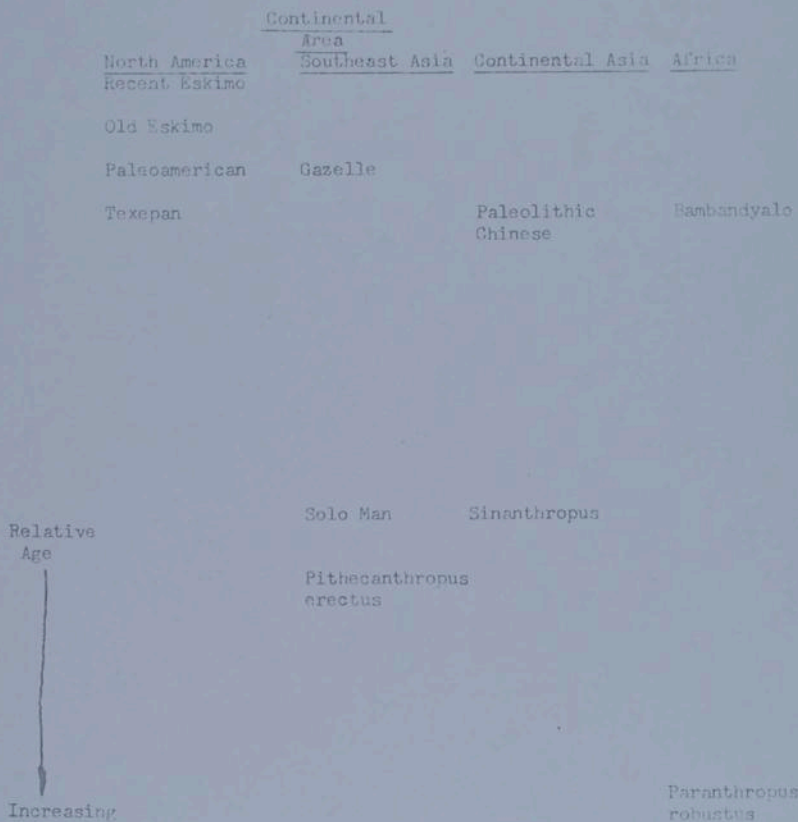 Continental
Area
North America Southeast Asia Continental Asia Africa
Recent Eskimo
Old Eskimo
Paleoamerican Gazelle
Texepan Paleolithic Bambandyalo
Chinese
Solo Man Sinanthropus
Relative
Age
Pithecanthropus
erectus
Paranthropus
Increasing robustus